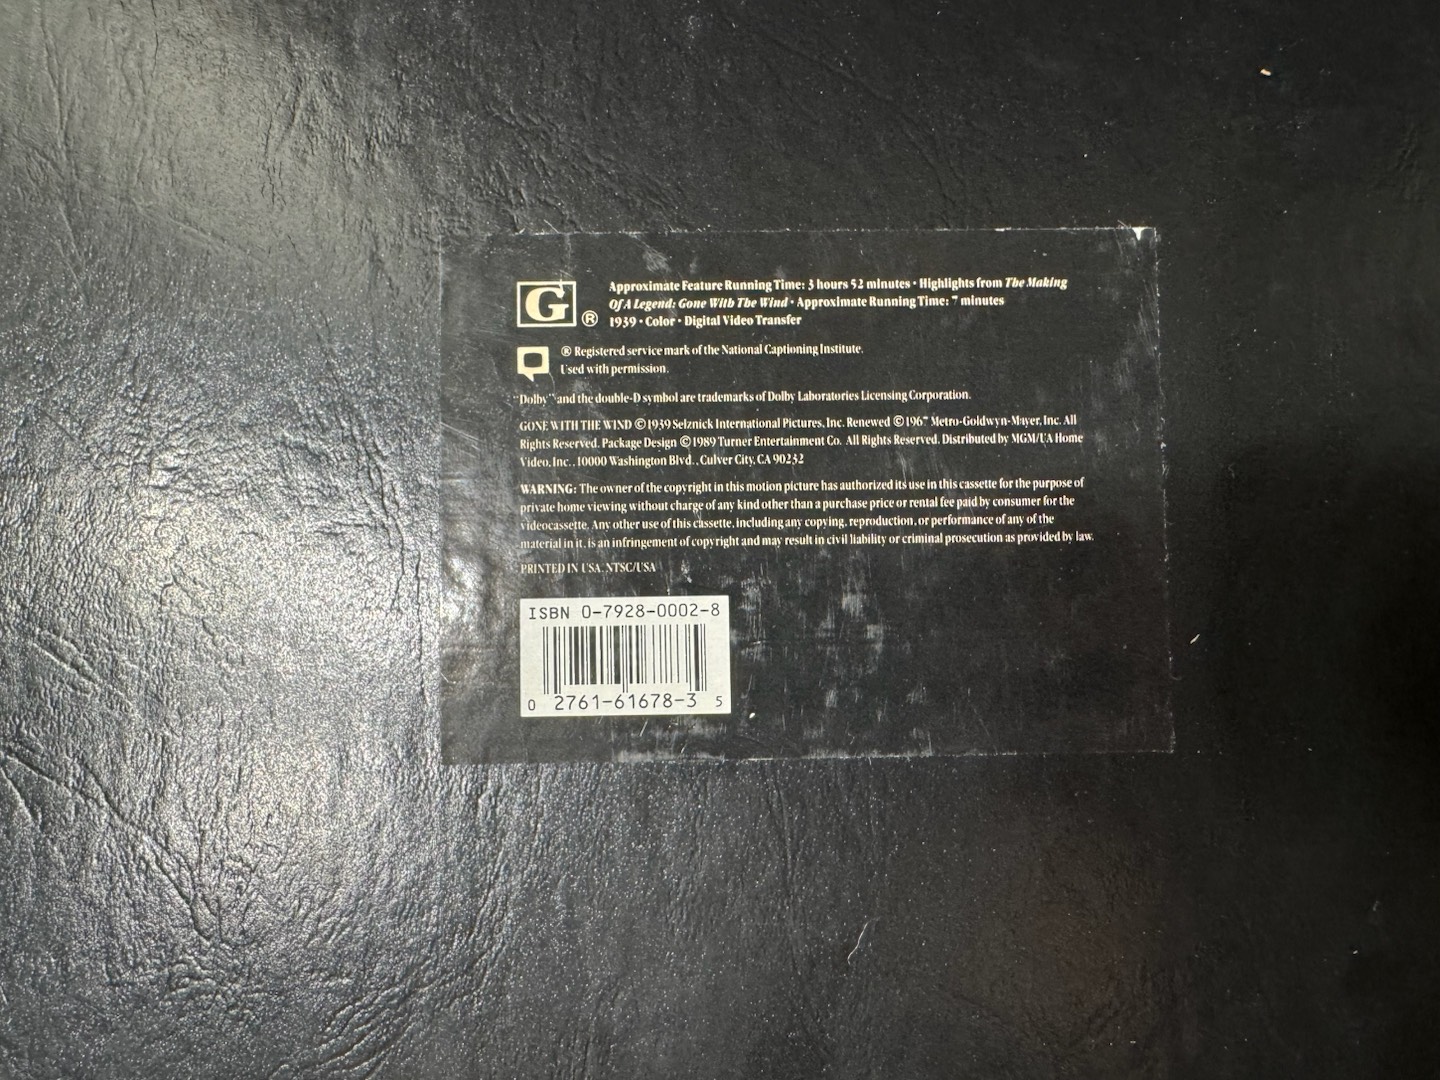 G ®
Approximate Feature Running Time: 3 hours 52 minutes • Highlights from The Making
Of A Legend: Gone With The Wind • Approximate Running Time: 7 minutes
1939 • Color • Digital Video Transfer
® Registered service mark of the National Captioning Institute.
Used with permission.
"Dolby" and the double-D symbol are trademarks of Dolby Laboratories Licensing Corporation.
GONE WITH THE WIND © 1939 Selznick International Pictures, Inc. Renewed © 1967 Metro-Goldwyn-Mayer, Inc. All
Rights Reserved. Package Design © 1989 Turner Entertainment Co. All Rights Reserved. Distributed by MGM/UA Home
Video, Inc., 10000 Washington Blvd., Culver City, CA 90232
WARNING: The owner of the copyright in this motion picture has authorized its use in this cassette for the purpose of
private home viewing without charge of any kind other than a purchase price or rental fee paid by consumer for the
videocassette. Any other use of this cassette, including any copying, reproduction, or performance of any of the
material in it, is an infringement of copyright and may result in civil liability or criminal prosecution as provided by law.
PRINTED IN USA. NTSC/USA
ISBN 0-7928-0002-8
0 2761-61678-3 5